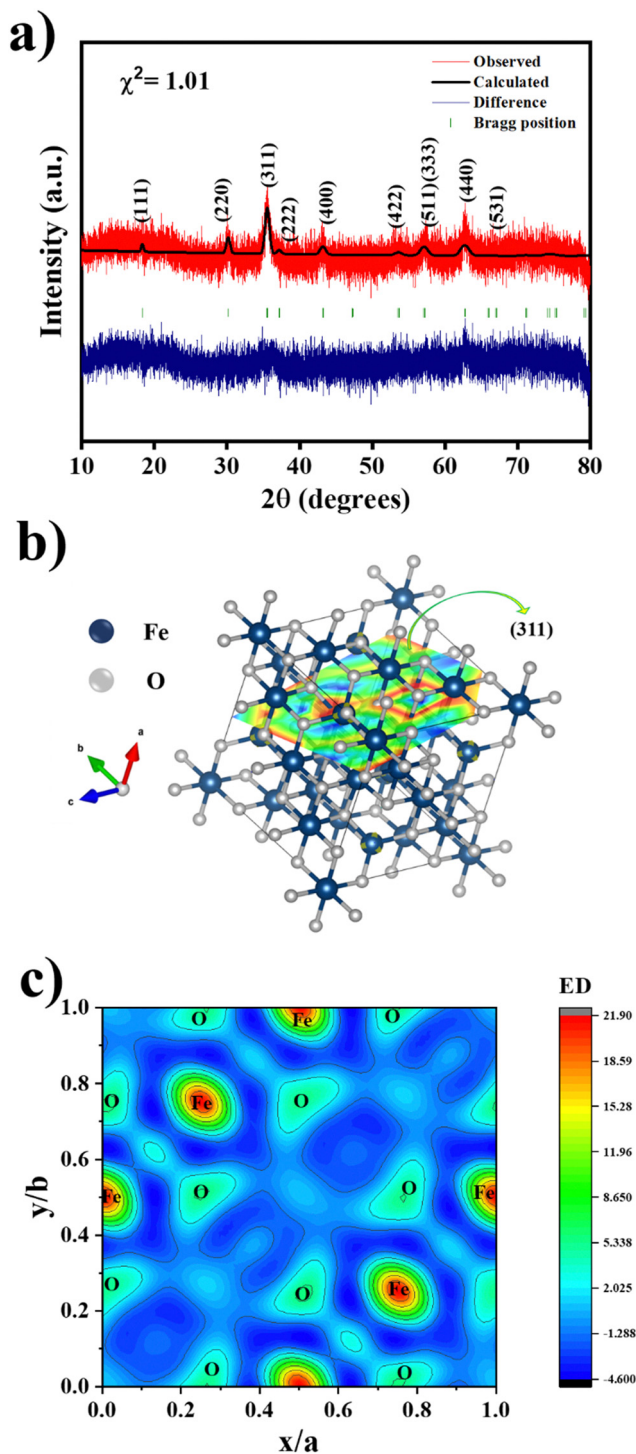 a)
χ²= 1.01
Observed
Calculated
Difference
Bragg position
(111)
(220)
(311)
(222)
(400)
(422)
(511)
(333)
(440)
(531)
Intensity (a.u.)
10 20 30 40 50 60 70 80
2θ (degrees)
b)
Fe
O
(311)
a
b
c
c)
ED
1.0
0.8
0.6
0.4
0.2
0.0
y/b
O Fe O
O Fe O
Fe O O Fe
O O Fe
O O
0.0 0.2 0.4 0.6 0.8 1.0
x/a
21.90
18.59
15.28
11.96
8.650
5.338
2.025
-1.288
-4.600